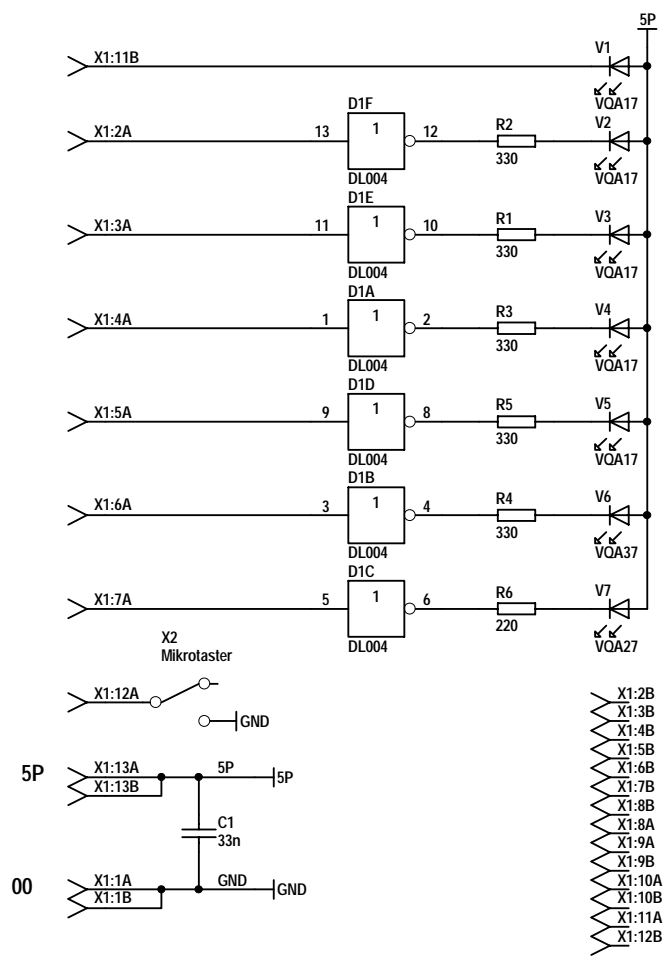 5P
X1:11B
V1
VQA17
X1:2A
13
D1F
1
DL004
12
R2
330
V2
VQA17
X1:3A
11
D1E
1
DL004
10
R1
330
V3
VQA17
X1:4A
1
D1A
1
DL004
2
R3
330
V4
VQA17
X1:5A
9
D1D
1
DL004
8
R5
330
V5
VQA17
X1:6A
3
D1B
1
DL004
4
R4
330
V6
VQA37
X1:7A
5
D1C
1
DL004
6
R6
220
V7
VQA27
X2
Mikrotaster
X1:12A
GND
5P
X1:13A
X1:13B
5P
5P
C1
33n
00
X1:1A
X1:1B
GND
GND
X1:2B
X1:3B
X1:4B
X1:5B
X1:6B
X1:7B
X1:8B
X1:8A
X1:9A
X1:9B
X1:10A
X1:10B
X1:11A
X1:12B